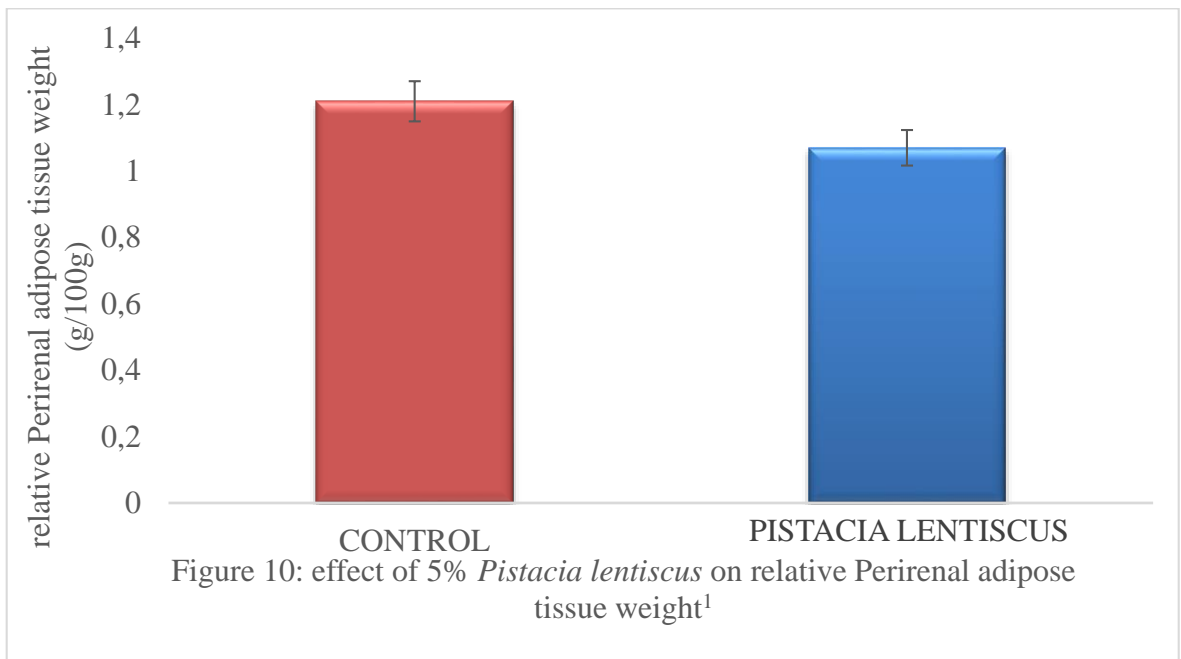 relative Perirenal adipose tissue weight
(g/100g)
1,4
1,2
1
0,8
0,6
0,4
0,2
0
CONTROL
PISTACIA LENTISCUS
Figure 10: effect of 5% Pistacia lentiscus on relative Perirenal adipose
tissue weight¹